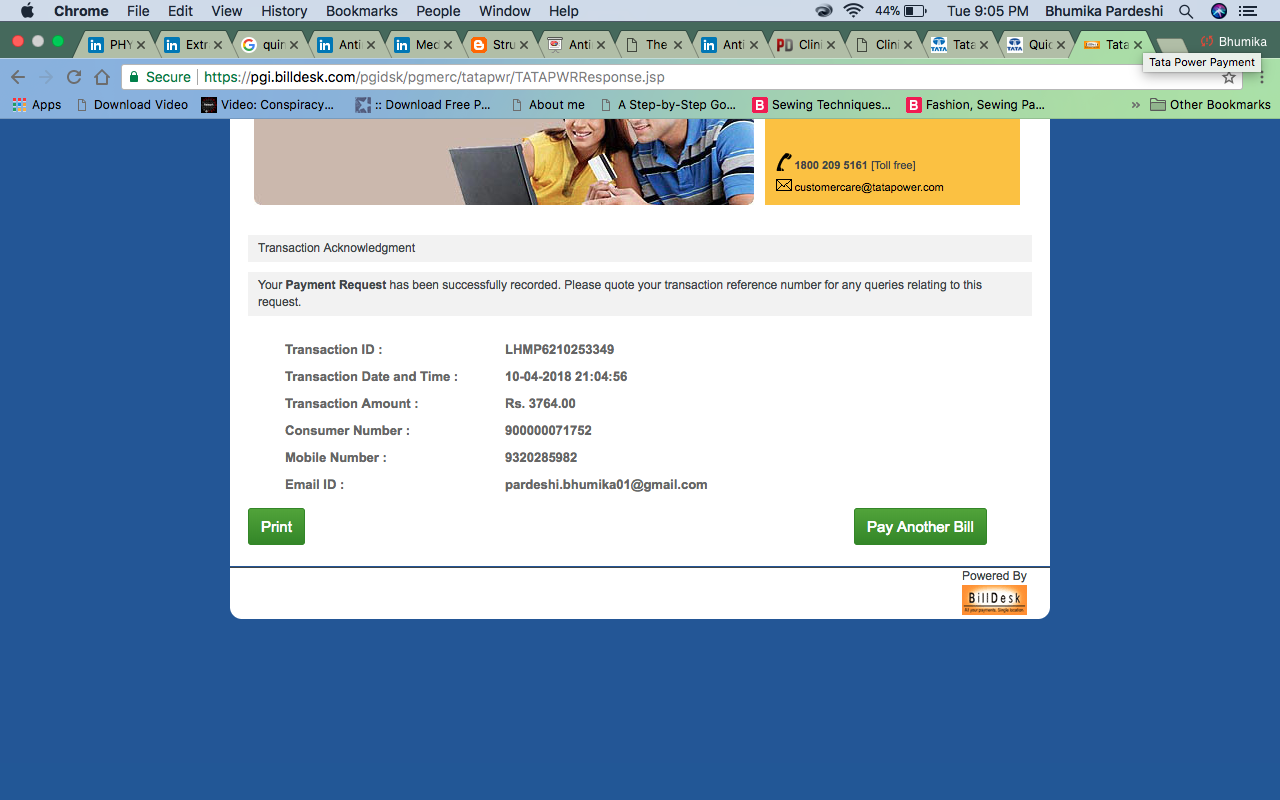 Chrome File Edit View History Bookmarks People Window Help 44% Tue 9:05 PM Bhumika Pardeshi
PHY Extr quin Anti Med Stru Anti The Anti Clini Clini Tata Quic Tata Bhumika
Tata Power Payment
Secure https://pgi.billdesk.com/pgidsk/pgmerc/tatapwr/TATAPWRResponse.jsp
Apps Download Video Video: Conspiracy... :: Download Free P... About me A Step-by-Step Go... Sewing Techniques... Fashion, Sewing Pa... » Other Bookmarks
1800 209 5161 [Toll free]
customercare@tatapower.com
Transaction Acknowledgment
Your Payment Request has been successfully recorded. Please quote your transaction reference number for any queries relating to this
request.
Transaction ID : LHMP6210253349
Transaction Date and Time : 10-04-2018 21:04:56
Transaction Amount : Rs. 3764.00
Consumer Number : 900000071752
Mobile Number : 9320285982
Email ID : pardeshi.bhumika01@gmail.com
Print Pay Another Bill
Powered By
BillDesk